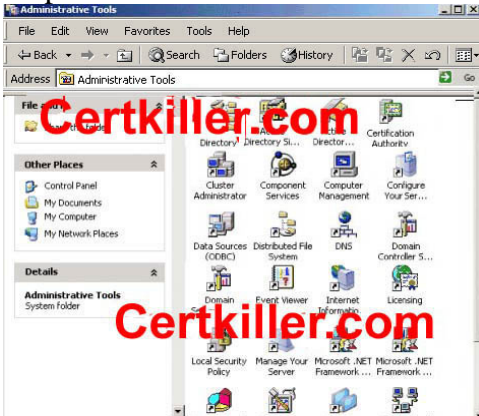 Administrative Tools
File Edit View Favorites Tools Help
Back Search Folders History
Address Administrative Tools Go
File and
Certkiller.com
Directory Directory Si... Director... Certification Authority
Other Places
Control Panel
My Documents
My Computer
My Network Places
Cluster Administrator
Component Services
Computer Management
Configure Your Ser...
Data Sources (ODBC)
Distributed File System
DNS
Domain Controller S...
Details
Administrative Tools
System folder
Domain
Event Viewer
Internet
Licensing
Certkiller.com
Local Security Policy
Manage Your Server
Microsoft .NET Framework ...
Microsoft .NET Framework ...